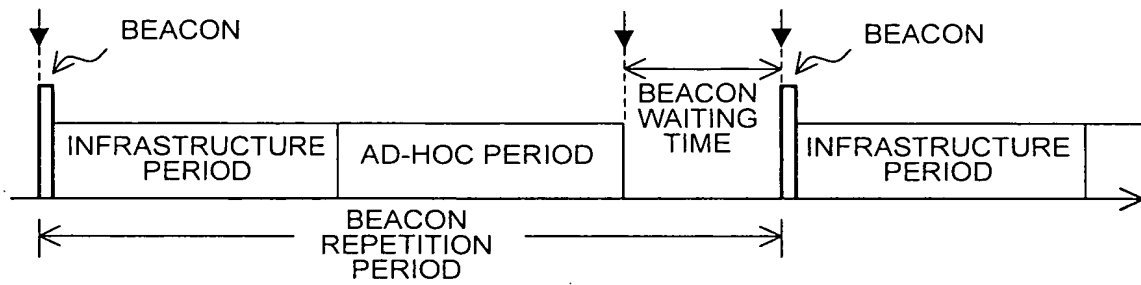 BEACON
BEACON
BEACON
WAITING
TIME
INFRASTRUCTURE
PERIOD
AD-HOC PERIOD
INFRASTRUCTURE
PERIOD
BEACON
REPETITION
PERIOD